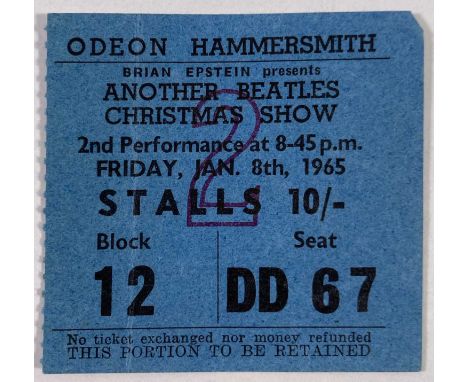 ODEON HAMMERSMITH
BRIAN EPSTEIN presents
ANOTHER BEATLES
CHRISTMAS SHOW
2
2nd Performance at 8-45 p.m.
FRIDAY, JAN. 8th, 1965
STALLS 10/-
Block Seat
12 DD 67
No ticket exchanged nor money refunded
THIS PORTION TO BE RETAINED